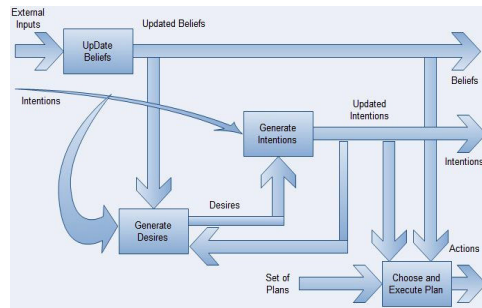 External
Inputs
Updated Beliefs
UpDate
Beliefs
Beliefs
Intentions
Updated
Intentions
Generate
Intentions
Intentions
Desires
Generate
Desires
Actions
Set of
Plans
Choose and
Execute Plan